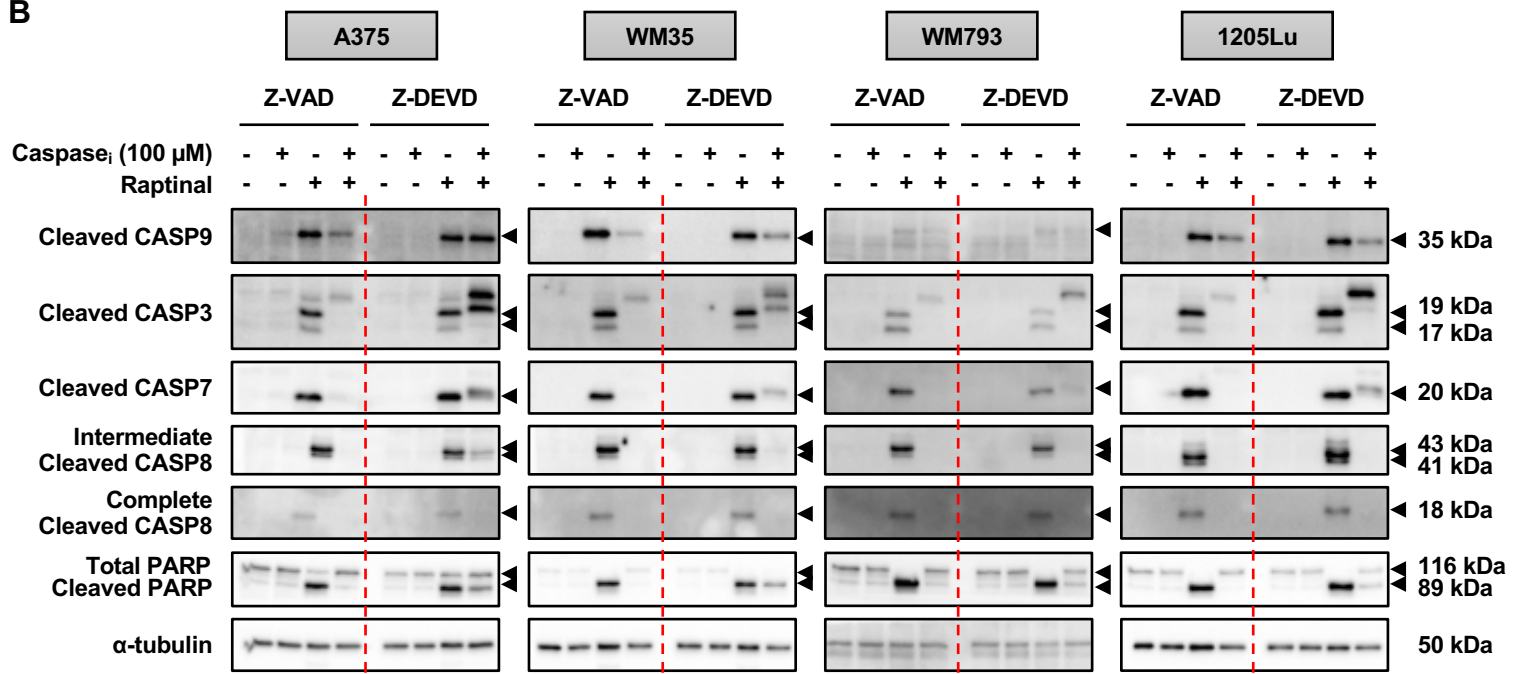 B
A375 WM35 WM793 1205Lu
Z-VAD Z-DEVD Z-VAD Z-DEVD Z-VAD Z-DEVD Z-VAD Z-DEVD
Caspaseᵢ (100 µM) - + - + - + - + - + - + - + - + - + - + - + - + - + - + - + - +
Raptinal - - + + - - + + - - + + - - + + - - + + - - + + - - + + - - + +
Cleaved CASP9 35 kDa
Cleaved CASP3 19 kDa
17 kDa
Cleaved CASP7 20 kDa
Intermediate 43 kDa
Cleaved CASP8 41 kDa
Complete
Cleaved CASP8 18 kDa
Total PARP 116 kDa
Cleaved PARP 89 kDa
α-tubulin 50 kDa